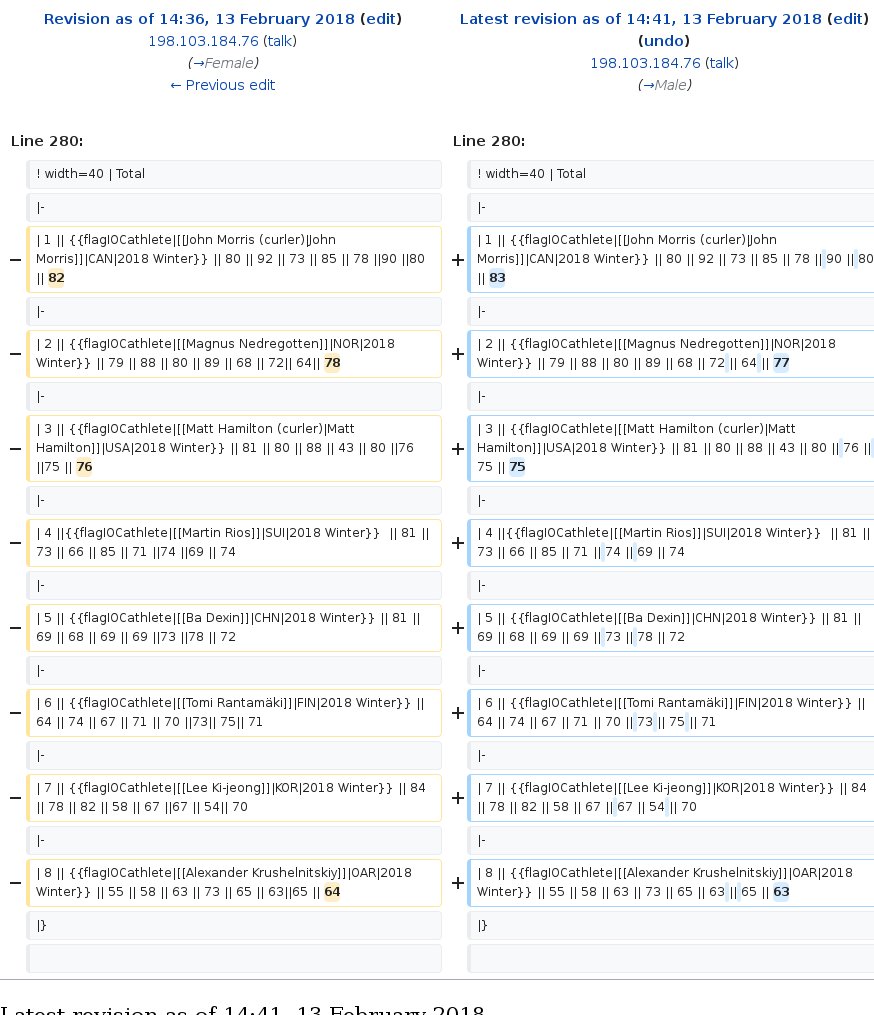 Revision as of 14:36, 13 February 2018 (edit)
198.103.184.76 (talk)
(→Female)
← Previous edit
Latest revision as of 14:41, 13 February 2018 (edit)
(undo)
198.103.184.76 (talk)
(→Male)
Line 280:
Line 280:
! width=40 | Total
! width=40 | Total
|-
|-
− | 1 || {{flagIOCathlete|[[John Morris (curler)|John
Morris]]|CAN|2018 Winter}} || 80 || 92 || 73 || 85 || 78 ||90 ||80
|| 82
+ | 1 || {{flagIOCathlete|[[John Morris (curler)|John
Morris]]|CAN|2018 Winter}} || 80 || 92 || 73 || 85 || 78 || 90 || 80
|| 83
|-
|-
− | 2 || {{flagIOCathlete|[[Magnus Nedregotten]]|NOR|2018
Winter}} || 79 || 88 || 80 || 89 || 68 || 72|| 64|| 78
+ | 2 || {{flagIOCathlete|[[Magnus Nedregotten]]|NOR|2018
Winter}} || 79 || 88 || 80 || 89 || 68 || 72 || 64 || 77
|-
|-
− | 3 || {{flagIOCathlete|[[Matt Hamilton (curler)|Matt
Hamilton]]|USA|2018 Winter}} || 81 || 80 || 88 || 43 || 80 ||76
||75 || 76
+ | 3 || {{flagIOCathlete|[[Matt Hamilton (curler)|Matt
Hamilton]]|USA|2018 Winter}} || 81 || 80 || 88 || 43 || 80 || 76 ||
75 || 75
|-
|-
− | 4 ||{{flagIOCathlete|[[Martin Rios]]|SUI|2018 Winter}}  || 81 ||
73 || 66 || 85 || 71 ||74 ||69 || 74
+ | 4 ||{{flagIOCathlete|[[Martin Rios]]|SUI|2018 Winter}}  || 81 ||
73 || 66 || 85 || 71 || 74 || 69 || 74
|-
|-
− | 5 || {{flagIOCathlete|[[Ba Dexin]]|CHN|2018 Winter}} || 81 ||
69 || 68 || 69 || 69 ||73 ||78 || 72
+ | 5 || {{flagIOCathlete|[[Ba Dexin]]|CHN|2018 Winter}} || 81 ||
69 || 68 || 69 || 69 || 73 || 78 || 72
|-
|-
− | 6 || {{flagIOCathlete|[[Tomi Rantamäki]]|FIN|2018 Winter}} ||
64 || 74 || 67 || 71 || 70 ||73|| 75|| 71
+ | 6 || {{flagIOCathlete|[[Tomi Rantamäki]]|FIN|2018 Winter}} ||
64 || 74 || 67 || 71 || 70 || 73 || 75 || 71
|-
|-
− | 7 || {{flagIOCathlete|[[Lee Ki-jeong]]|KOR|2018 Winter}} || 84
|| 78 || 82 || 58 || 67 ||67 || 54|| 70
+ | 7 || {{flagIOCathlete|[[Lee Ki-jeong]]|KOR|2018 Winter}} || 84
|| 78 || 82 || 58 || 67 || 67 || 54 || 70
|-
|-
− | 8 || {{flagIOCathlete|[[Alexander Krushelnitskiy]]|OAR|2018
Winter}} || 55 || 58 || 63 || 73 || 65 || 63||65 || 64
+ | 8 || {{flagIOCathlete|[[Alexander Krushelnitskiy]]|OAR|2018
Winter}} || 55 || 58 || 63 || 73 || 65 || 63 || 65 || 63
|}
|}
Latest revision as of 14:41, 13 February 2018